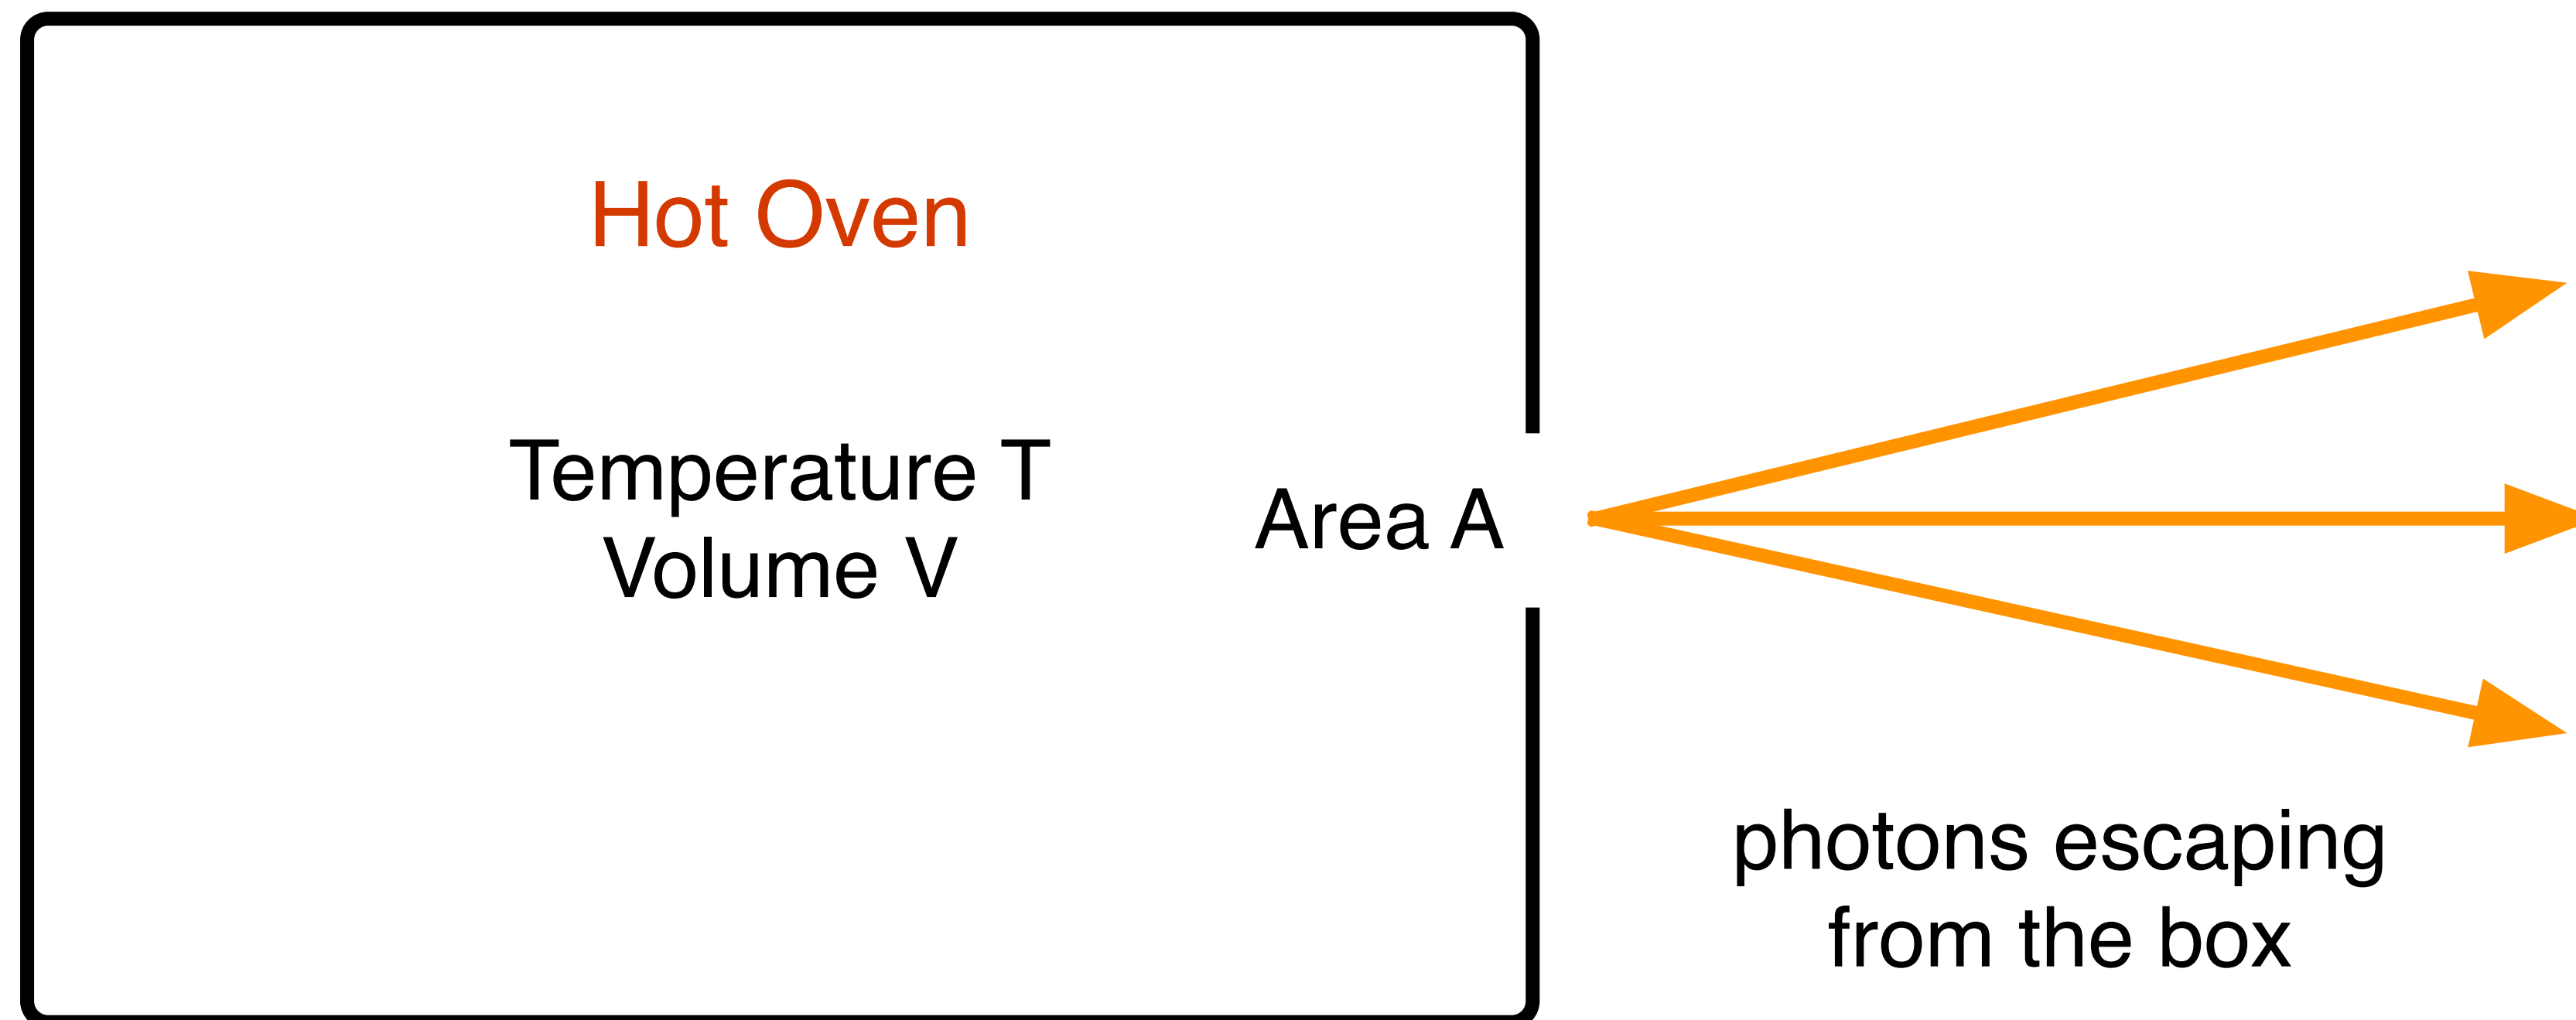 Hot Oven
Temperature T
Volume V
Area A
photons escaping
from the box